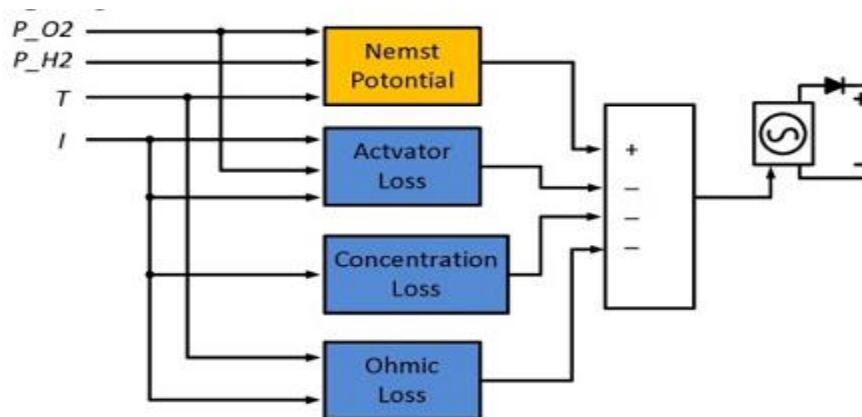 P_O2
P_H2
T
I
Nemst
Potontial
Actvator
Loss
Concentration
Loss
Ohmic
Loss
+
−
−
−
+
−